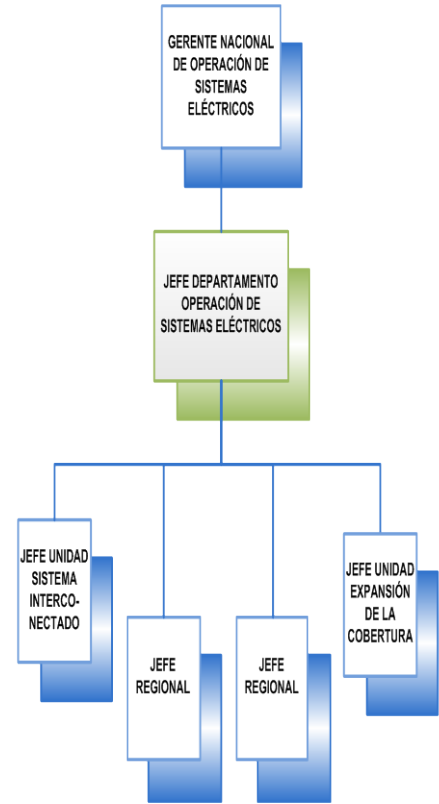 GERENTE NACIONAL
DE OPERACIÓN DE
SISTEMAS
ELÉCTRICOS
JEFE DEPARTAMENTO
OPERACIÓN DE
SISTEMAS ELÉCTRICOS
JEFE UNIDAD
SISTEMA
INTERCO-
NECTADO
JEFE
REGIONAL
JEFE
REGIONAL
JEFE UNIDAD
EXPANSIÓN
DE LA
COBERTURA